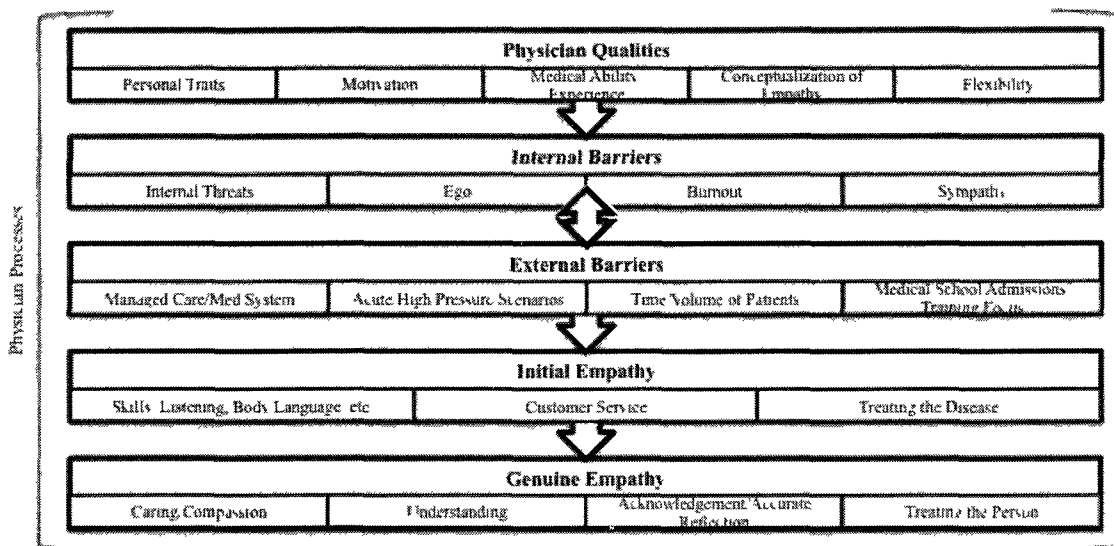 Physician Processes
Physician Qualities
Personal Traits Motivation Medical Ability Conceptualization of Flexibility
Experience Empathy
Internal Barriers
Internal Threats Ego Burnout Sympathy
External Barriers
Managed Care/Med System Acute High Pressure Scenarios Time Volume of Patients Medical School Admissions
Training Focus
Initial Empathy
Skills Listening, Body Language etc Customer Service Treating the Disease
Genuine Empathy
Caring Compassion Understanding Acknowledgement Accurate Treating the Person
Reflection